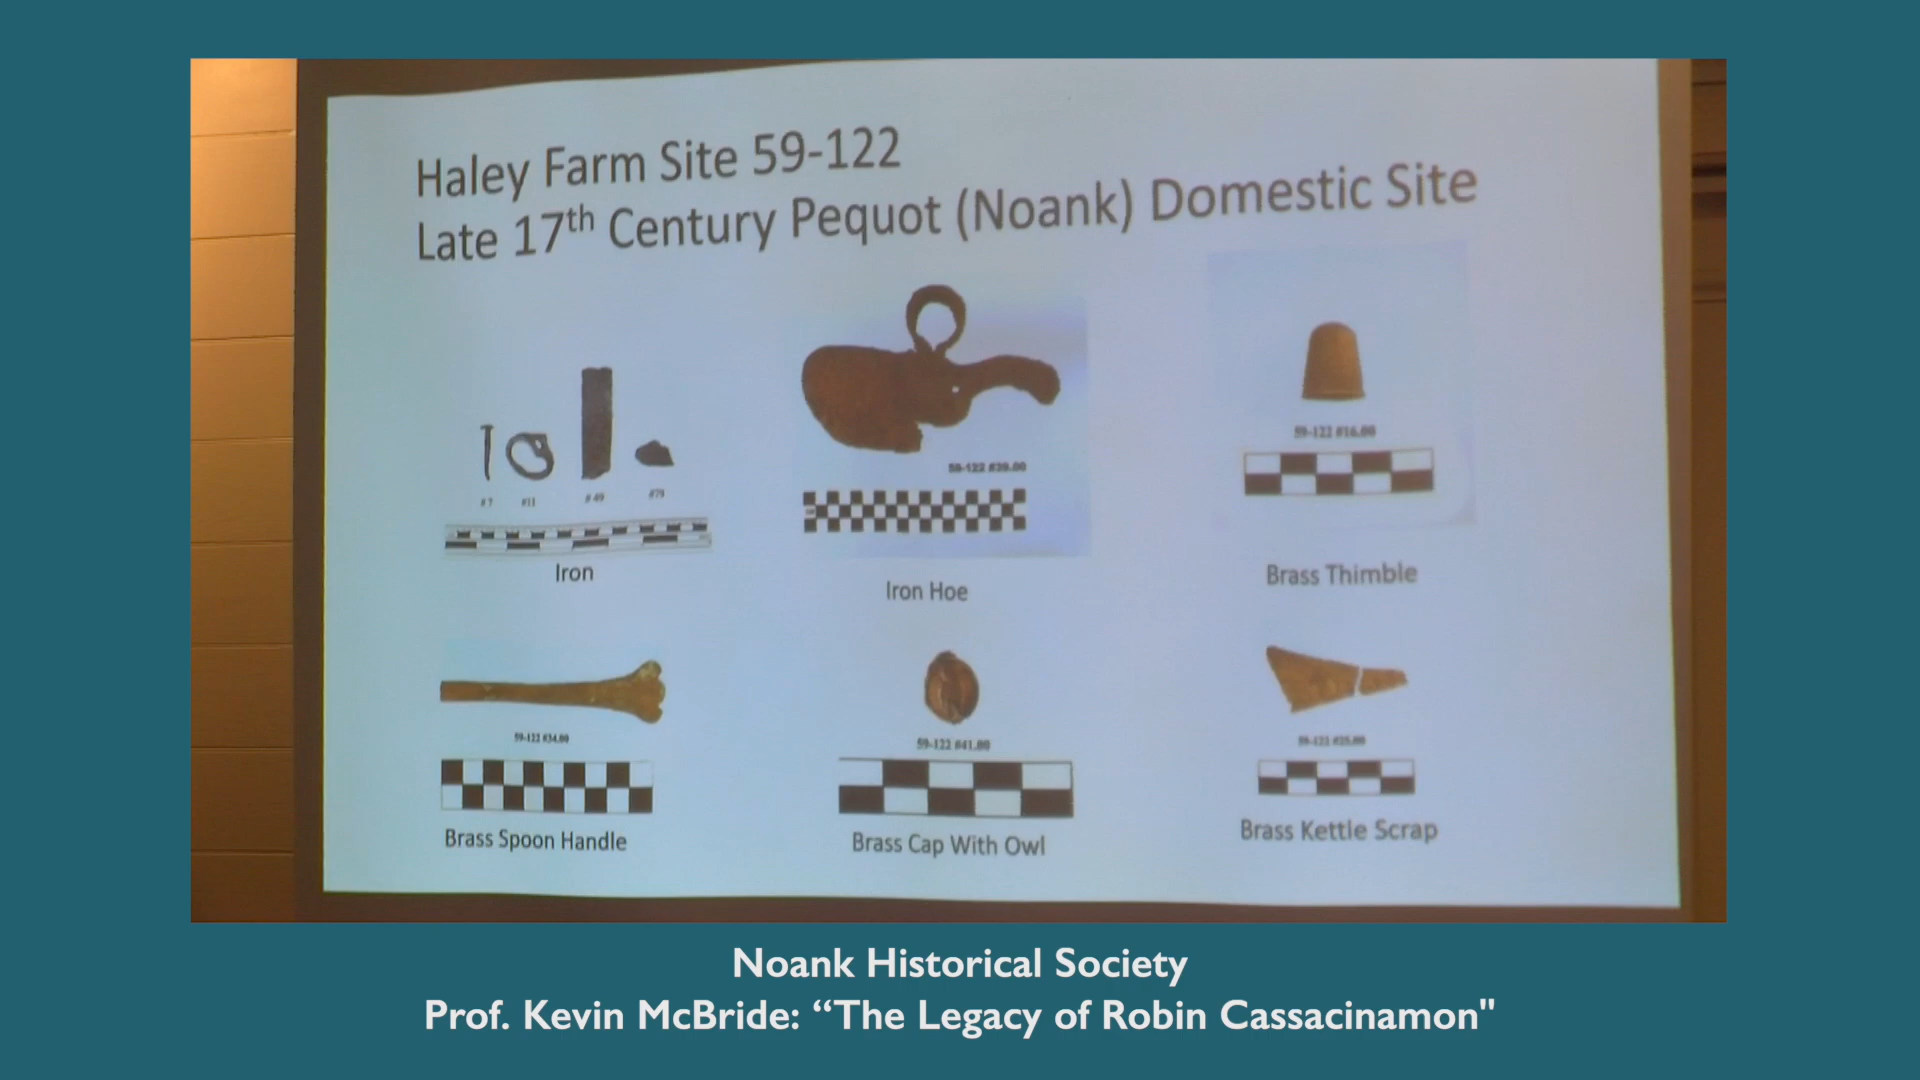 Haley Farm Site 59-122
Late 17th Century Pequot (Noank) Domestic Site
#7 #11 #49 #79
Iron
59-122 #39.00
Iron Hoe
59-122 #16.00
Brass Thimble
59-122 #34.00
Brass Spoon Handle
59-122 #41.00
Brass Cap With Owl
59-122 #25.00
Brass Kettle Scrap
Noank Historical Society
Prof. Kevin McBride: “The Legacy of Robin Cassacinamon"